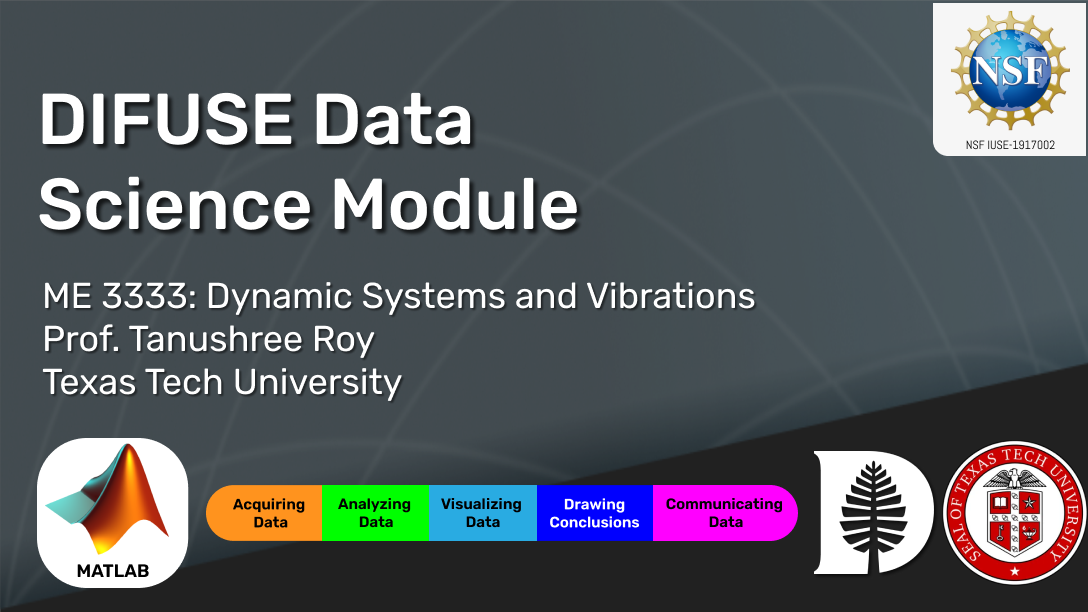 NSF
NSF IUSE-1917002
DIFUSE Data
Science Module
ME 3333: Dynamic Systems and Vibrations
Prof. Tanushree Roy
Texas Tech University
MATLAB
Acquiring
Data
Analyzing
Data
Visualizing
Data
Drawing
Conclusions
Communicating
Data
D
SEAL OF TEXAS TECH UNIVERSITY